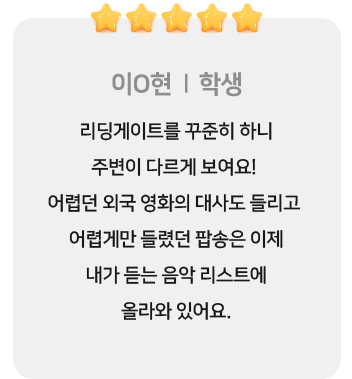 이O현 | 학생
리딩게이트를 꾸준히 하니
주변이 다르게 보여요!
어렵던 외국 영화의 대사도 들리고
어렵게만 들렸던 팝송은 이제
내가 듣는 음악 리스트에
올라와 있어요.